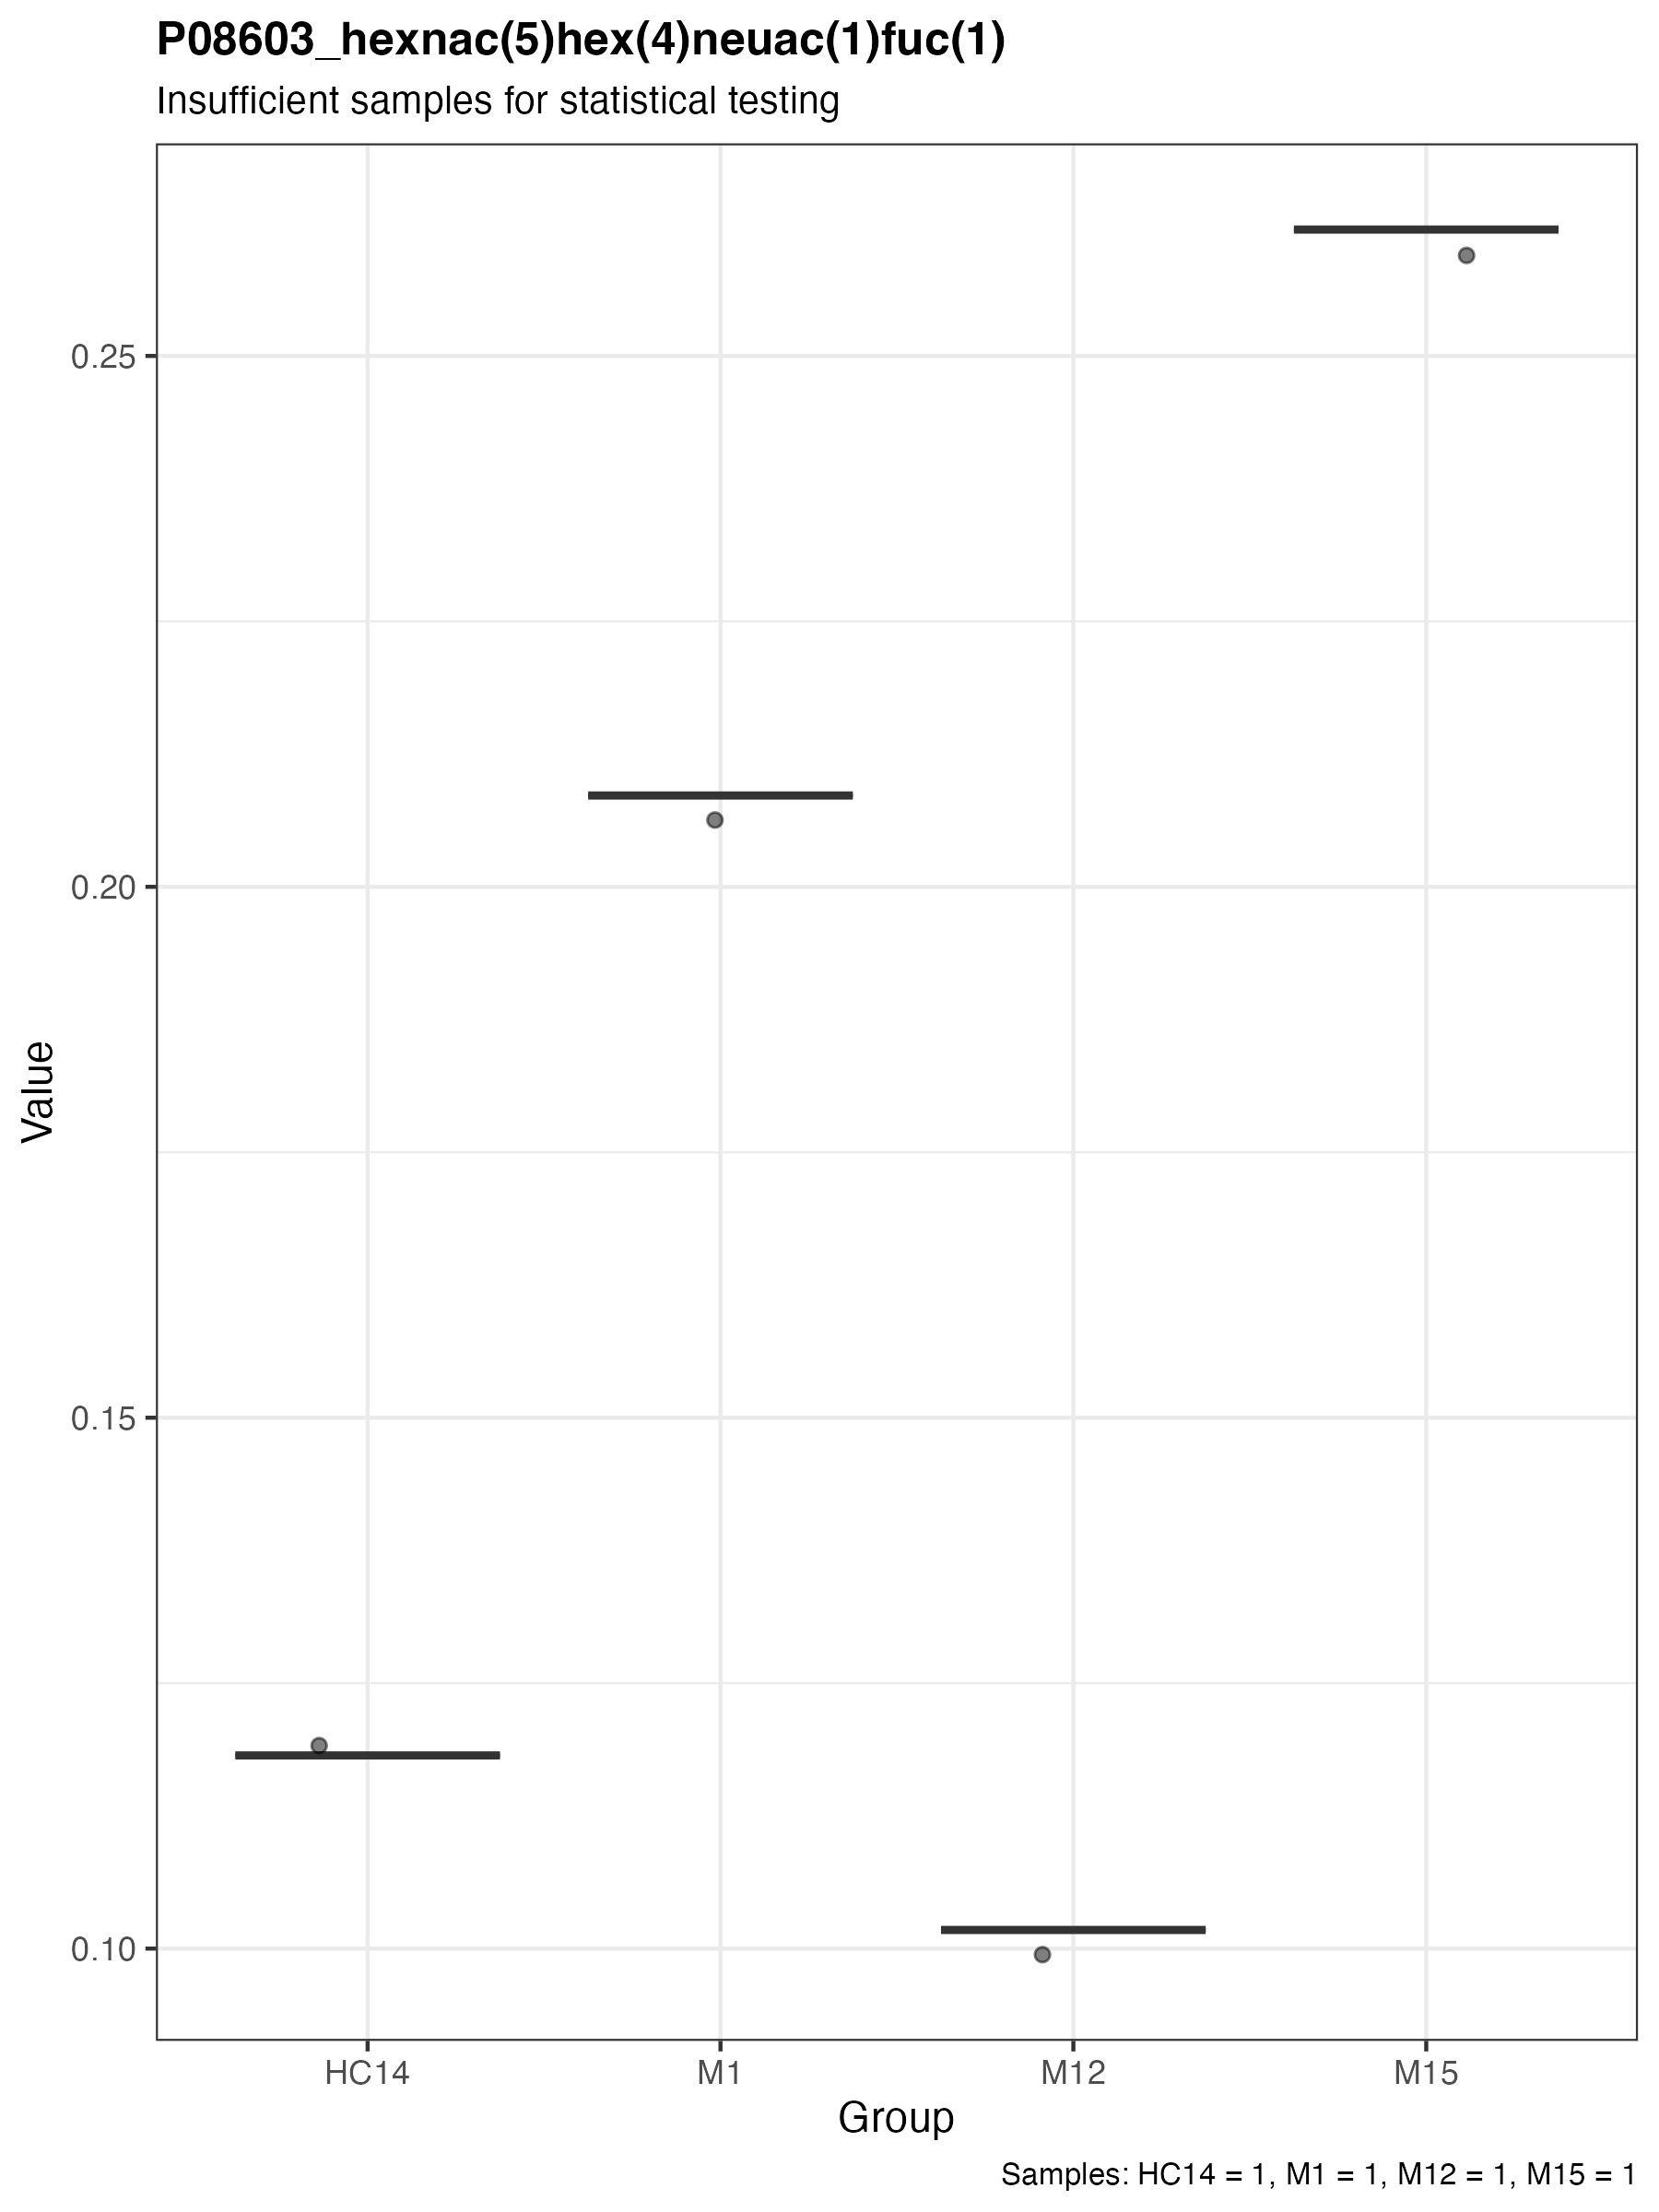 P08603_hexnac(5)hex(4)neuac(1)fuc(1)
Insufficient samples for statistical testing
0.25
0.20
0.15
0.10
Value
HC14
M1
M12
M15
Group
Samples: HC14 = 1, M1 = 1, M12 = 1, M15 = 1